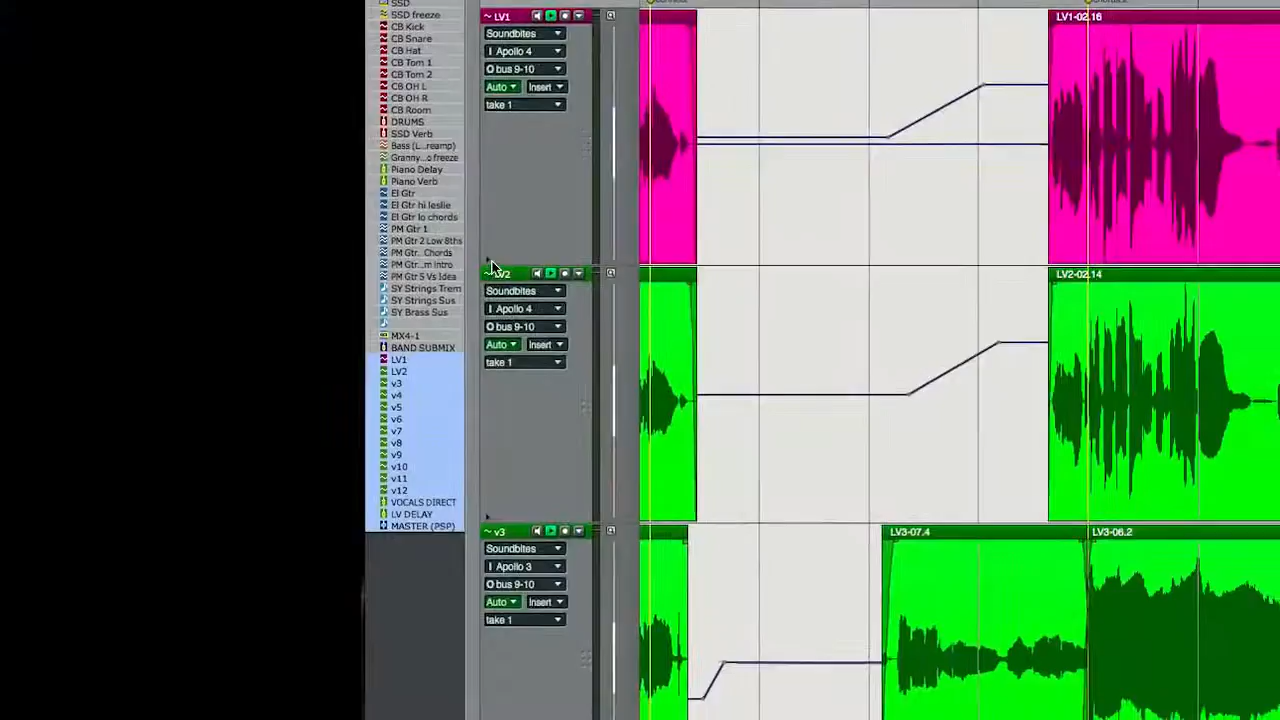 SSD
SSD freeze
CB Kick
CB Snare
CB Hat
CB Tom 1
CB Tom 2
CB OH L
CB OH R
CB Room
DRUMS
SSD Verb
Bass (L...reamp)
Granny...o freeze
Piano Delay
Piano Verb
El Gtr
El Gtr hi leslie
El Gtr lo chords
PM Gtr 1
PM Gtr 2 Low 8ths
PM Gtr...Chords
PM Gtr...m Intro
PM Gtr 5 Vs Idea
SY Strings Trem
SY Strings Sus
SY Brass Sus
MX4-1
BAND SUBMIX
LV1
LV2
v3
v4
v5
v6
v7
v8
v9
v10
v11
v12
VOCALS DIRECT
LV DELAY
MASTER (PSP)
LV1
Soundbites
Apollo 4
bus 9-10
Auto Insert
take 1
LV1-02.16
LV2
Soundbites
Apollo 4
bus 9-10
Auto Insert
take 1
LV2-02.14
v3
Soundbites
Apollo 3
bus 9-10
Auto Insert
take 1
LV3-07.4
LV3-06.2